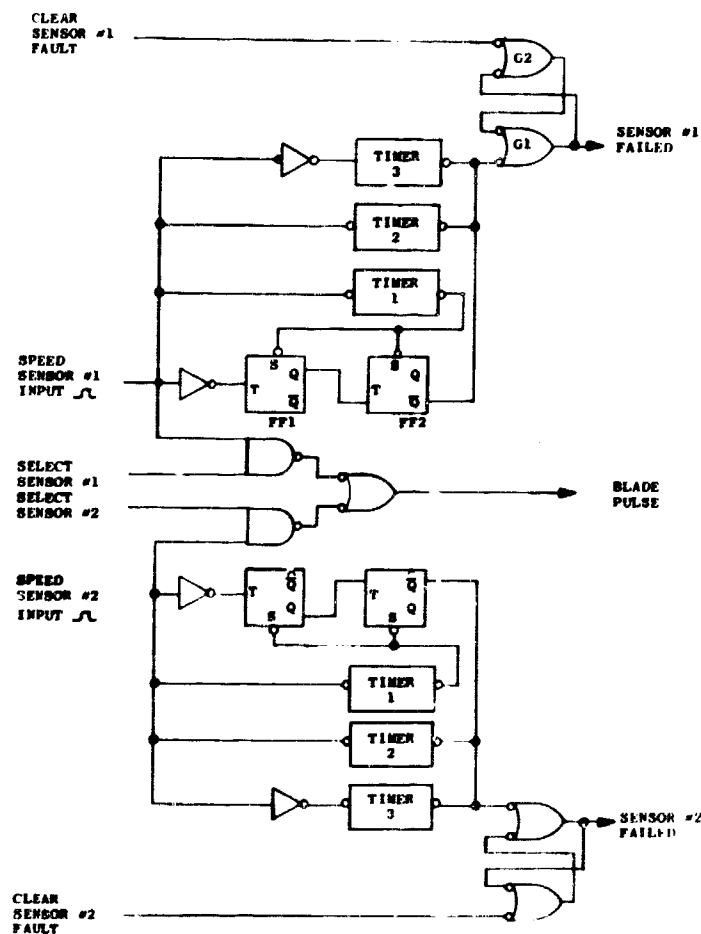 CLEAR
SENSOR #1
FAULT
G2
G1
SENSOR #1
FAILED
TIMER
3
TIMER
2
TIMER
1
SPEED
SENSOR #1
INPUT
S
Q
T
Q̅
FF1
S
Q
T
Q̅
FF2
SELECT
SENSOR #1
SELECT
SENSOR #2
BLADE
PULSE
SPEED
SENSOR #2
INPUT
T
Q̅
Q
S
T
Q̅
Q
S
TIMER
1
TIMER
2
TIMER
3
SENSOR #2
FAILED
CLEAR
SENSOR #2
FAULT